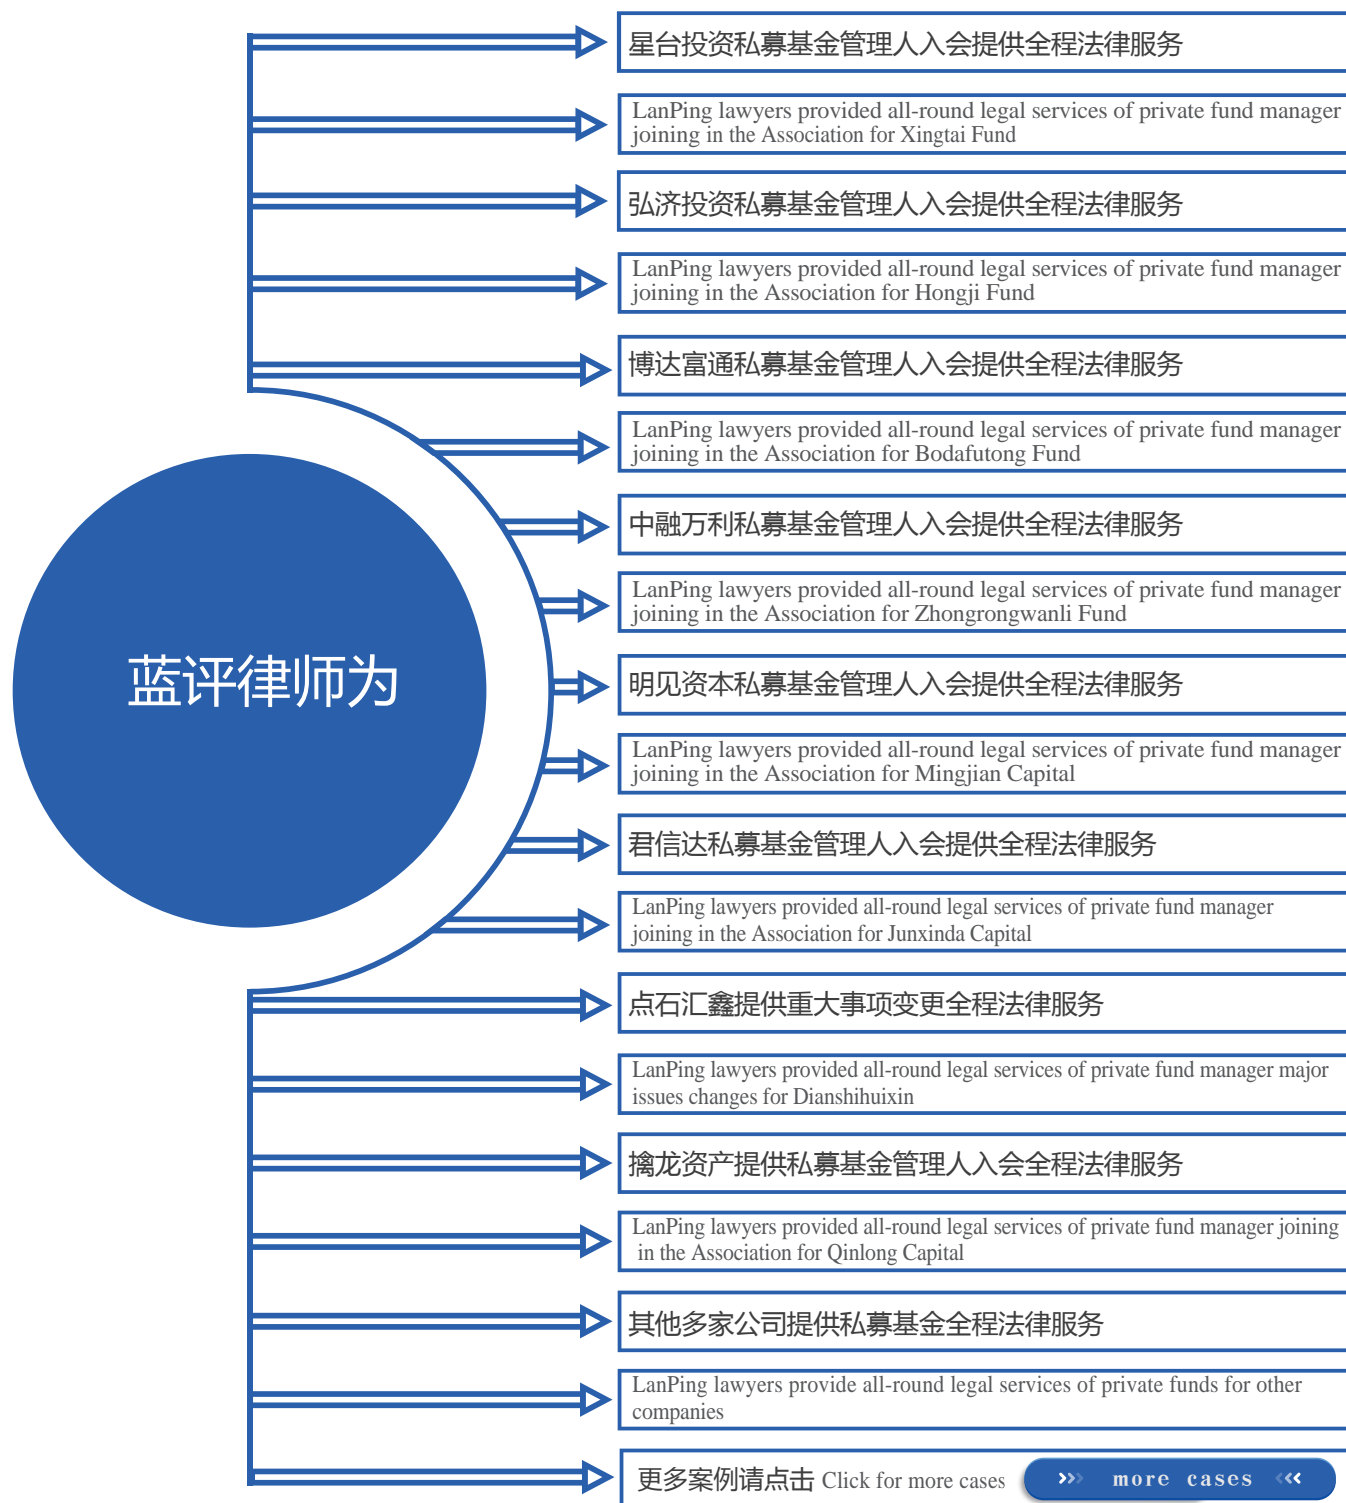 蓝评律师为
星台投资私募基金管理人入会提供全程法律服务
LanPing lawyers provided all-round legal services of private fund manager
joining in the Association for Xingtai Fund
弘济投资私募基金管理人入会提供全程法律服务
LanPing lawyers provided all-round legal services of private fund manager
joining in the Association for Hongji Fund
博达富通私募基金管理人入会提供全程法律服务
LanPing lawyers provided all-round legal services of private fund manager
joining in the Association for Bodafutong Fund
中融万利私募基金管理人入会提供全程法律服务
LanPing lawyers provided all-round legal services of private fund manager
joining in the Association for Zhongrongwanli Fund
明见资本私募基金管理人入会提供全程法律服务
LanPing lawyers provided all-round legal services of private fund manager
joining in the Association for Mingjian Capital
君信达私募基金管理人入会提供全程法律服务
LanPing lawyers provided all-round legal services of private fund manager
joining in the Association for Junxinda Capital
点石汇鑫提供重大事项变更全程法律服务
LanPing lawyers provided all-round legal services of private fund manager major
issues changes for Dianshihuixin
擒龙资产提供私募基金管理人入会全程法律服务
LanPing lawyers provided all-round legal services of private fund manager joining
in the Association for Qinlong Capital
其他多家公司提供私募基金全程法律服务
LanPing lawyers provide all-round legal services of private funds for other
companies
更多案例请点击 Click for more cases more cases